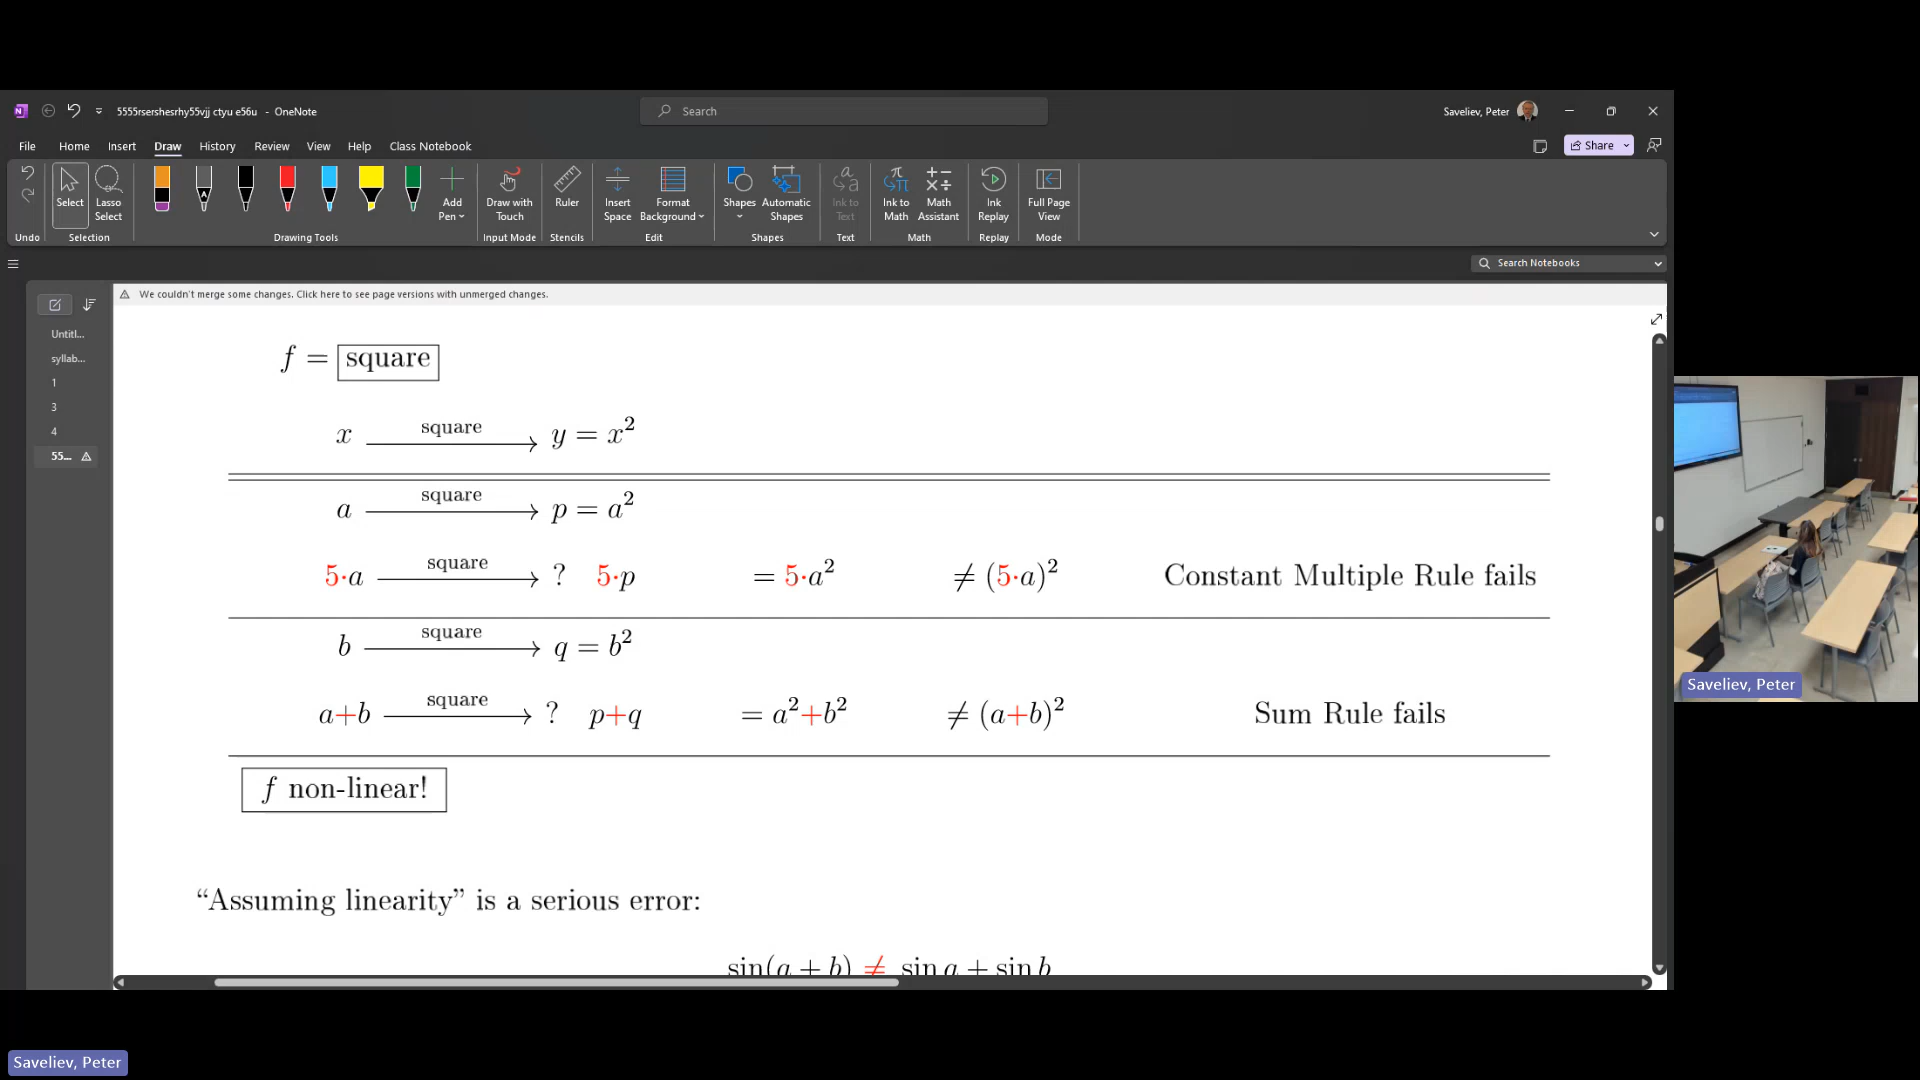 5555rsershesrhy55vjj ctyu e56u - OneNote
Search
Saveliev, Peter
File Home Insert Draw History Review View Help Class Notebook
Share
Select
Lasso Select
A
Add Pen
Draw with Touch
Ruler
Insert Space
Format Background
Shapes
Automatic Shapes
Ink to Text
Ink to Math
Math Assistant
Ink Replay
Full Page View
Undo Selection Drawing Tools Input Mode Stencils Edit Shapes Text Math Replay Mode
Search Notebooks
We couldn't merge some changes. Click here to see page versions with unmerged changes.
Untitl...
syllab...
1
3
4
55...
f = square
x square → y = x²
a square → p = a²
5·a square → ? 5·p = 5·a² ≠ (5·a)² Constant Multiple Rule fails
b square → q = b²
a+b square → ? p+q = a²+b² ≠ (a+b)² Sum Rule fails
f non-linear!
“Assuming linearity” is a serious error:
sin(a + b) ≠ sin a + sin b
Saveliev, Peter
Saveliev, Peter